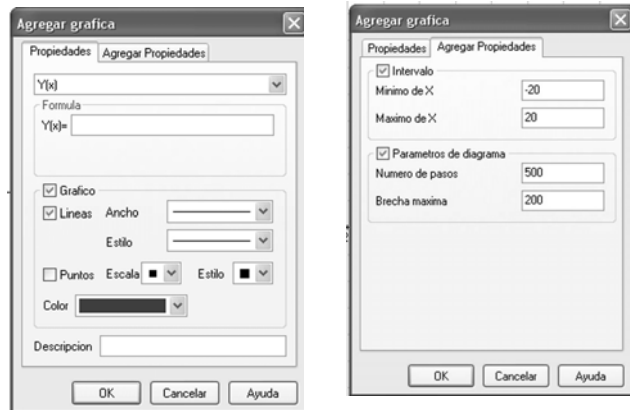 Agregar grafica
Propiedades Agregar Propiedades
Y(x)
Formula
Y(x)=
Grafico
Lineas Ancho
Estilo
Puntos Escala Estilo
Color
Descripcion
OK Cancelar Ayuda
Agregar grafica
Propiedades Agregar Propiedades
Intervalo
Minimo de X -20
Maximo de X 20
Parametros de diagrama
Numero de pasos 500
Brecha maxima 200
OK Cancelar Ayuda